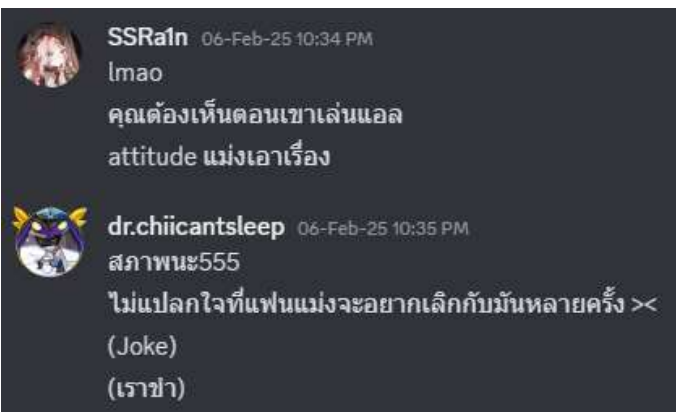 SSRa1n 06-Feb-25 10:34 PM
lmao
คุณต้องเห็นตอนเขาเล่นแอล
attitude แม่งเอาเรื่อง
dr.chiicantsleep 06-Feb-25 10:35 PM
สภาพนะ555
ไม่แปลกใจที่แฟนแม่งจะอยากเลิกกับมันหลายครั้ง ><
(Joke)
(เราขำ)